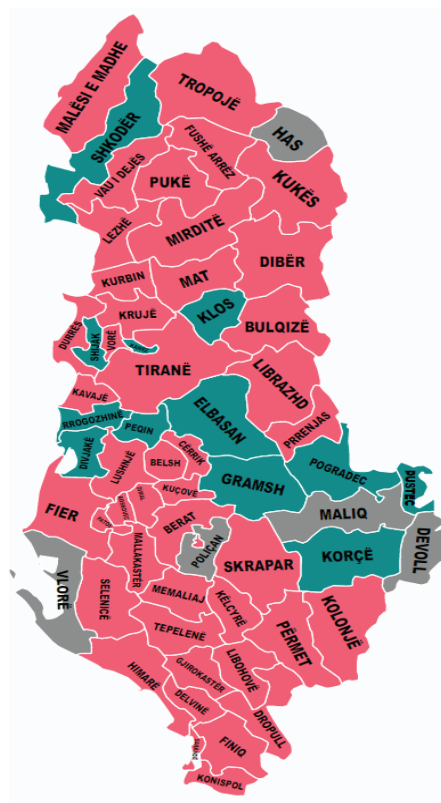 MALËSI E MADHE
TROPOJË
SHKODËR
HAS
FUSHË ARRËZ
VAU I DEJËS
PUKË
KUKËS
LEZHË
MIRDITË
DIBËR
KURBIN
MAT
KRUJË
KLOS
BULQIZË
DURRËS
SHIJAK
VORË
KAMËZ
TIRANË
LIBRAZHD
KAVAJË
ELBASAN
PRRENJAS
RROGOZHINË
PEQIN
DIVJAKË
LUSHNJË
CËRRIK
BELSH
GRAMSH
POGRADEC
PUSTEC
KUÇOVË
MALIQ
FIER
PATOS
ROSKOVEC
BERAT
POLIÇAN
DEVOLL
MALLAKASTËR
SKRAPAR
KORÇË
VLORË
SELENICË
MEMALIAJ
KËLCYRË
KOLONJË
TEPELENË
PËRMET
GJIROKASTËR
LIBOHOVË
HIMARË
DELVINË
DROPULL
FINIQ
KONISPOL